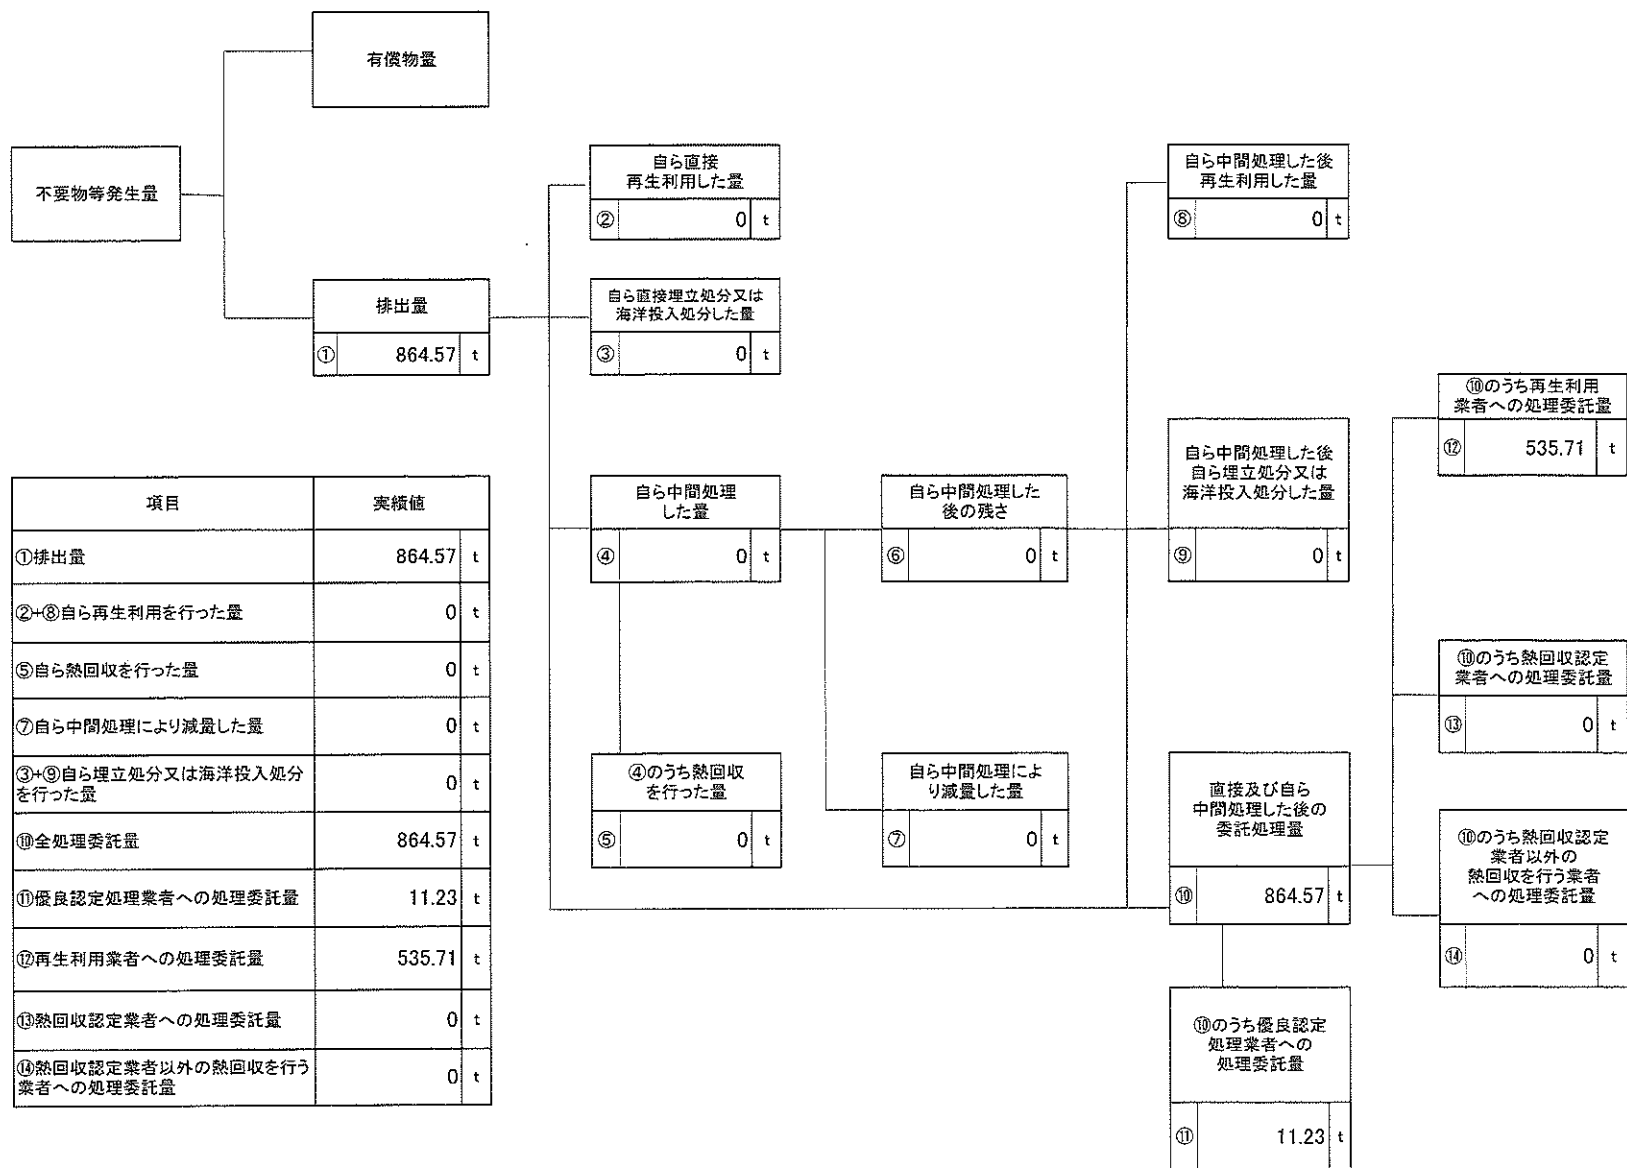 有償物量
不要物等発生量
排出量
① 864.57 t
自ら直接
再生利用した量
② 0 t
自ら直接埋立処分又は
海洋投入処分した量
③ 0 t
自ら中間処理
した量
④ 0 t
④のうち熱回収
を行った量
⑤ 0 t
自ら中間処理した
後の残さ
⑥ 0 t
自ら中間処理によ
り減量した量
⑦ 0 t
自ら中間処理した後
再生利用した量
⑧ 0 t
自ら中間処理した後
自ら埋立処分又は
海洋投入処分した量
⑨ 0 t
直接及び自ら
中間処理した後の
委託処理量
⑩ 864.57 t
⑩のうち優良認定
処理業者への
処理委託量
⑪ 11.23 t
⑩のうち再生利用
業者への処理委託量
⑫ 535.71 t
⑩のうち熱回収認定
業者への処理委託量
⑬ 0 t
⑩のうち熱回収認定
業者以外の
熱回収を行う業者
への処理委託量
⑭ 0 t
項目 実績値
①排出量 864.57 t
②+⑧自ら再生利用を行った量 0 t
⑤自ら熱回収を行った量 0 t
⑦自ら中間処理により減量した量 0 t
③+⑨自ら埋立処分又は海洋投入処分
を行った量 0 t
⑩全処理委託量 864.57 t
⑪優良認定処理業者への処理委託量 11.23 t
⑫再生利用業者への処理委託量 535.71 t
⑬熱回収認定業者への処理委託量 0 t
⑭熱回収認定業者以外の熱回収を行う
業者への処理委託量 0 t